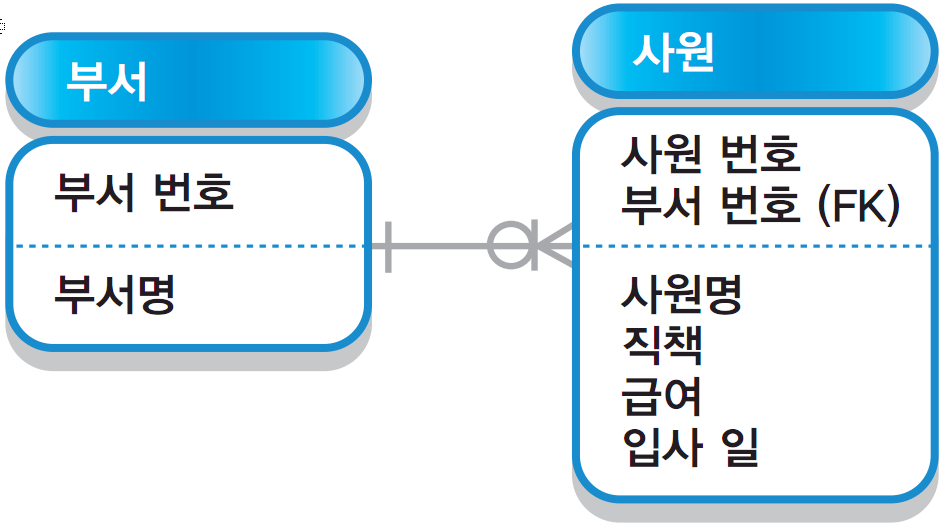 부서
부서 번호
부서명
사원
사원 번호
부서 번호 (FK)
사원명
직책
급여
입사 일